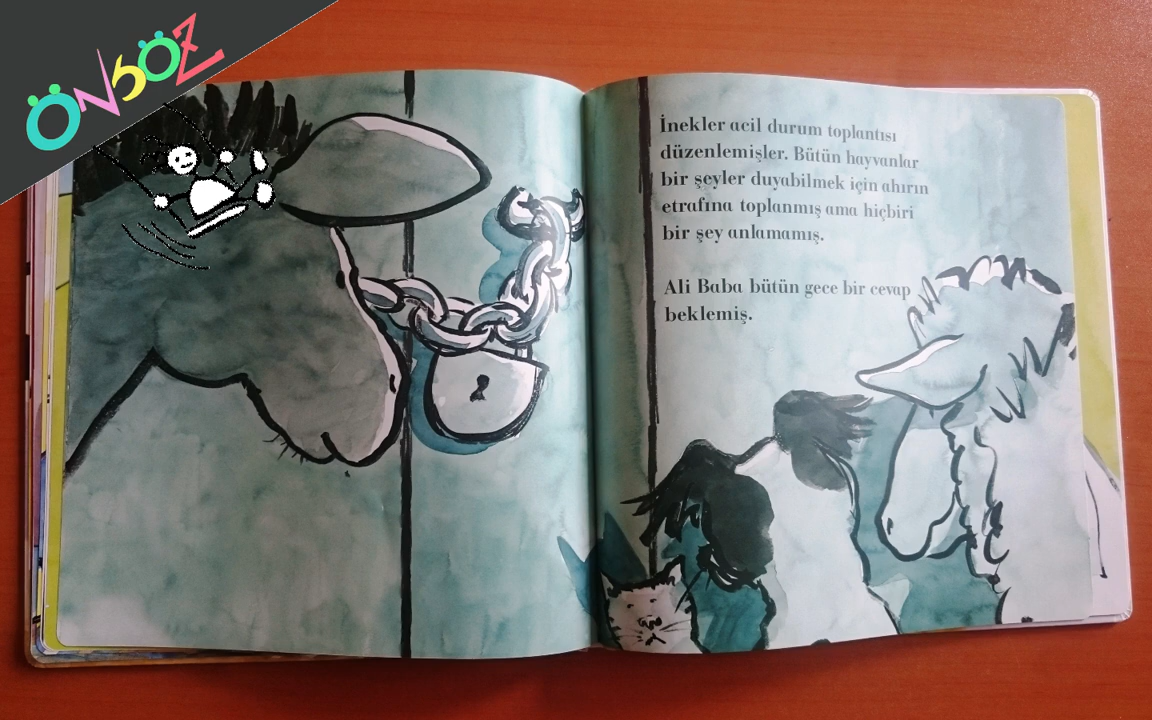 ÖNSÖZ
İnekler acil durum toplantısı
düzenlemişler. Bütün hayvanlar
bir şeyler duyabilmek için ahırın
etrafına toplanmış ama hiçbiri
bir şey anlamamış.
Ali Baba bütün gece bir cevap
beklemiş.